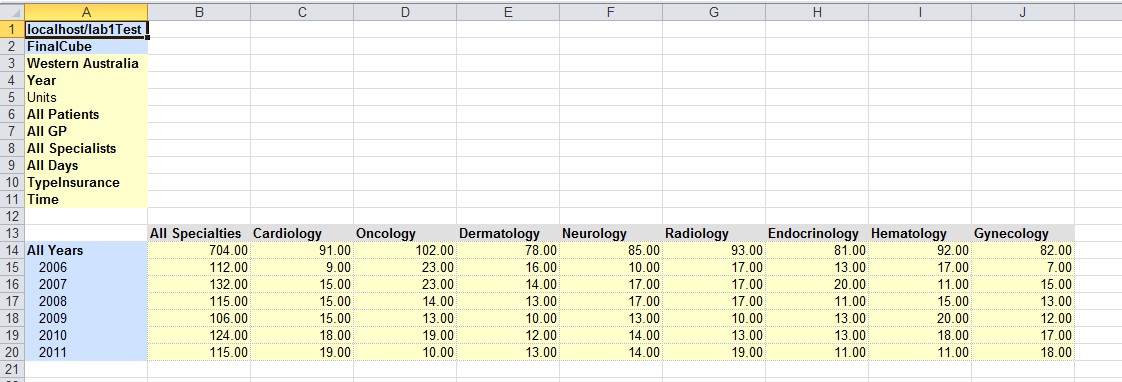 A B C D E F G H I J
1 localhost/lab1Test
2 FinalCube
3 Western Australia
4 Year
5 Units
6 All Patients
7 All GP
8 All Specialists
9 All Days
10 TypeInsurance
11 Time
12
13 All Specialties Cardiology Oncology Dermatology Neurology Radiology Endocrinology Hematology Gynecology
14 All Years 704.00 91.00 102.00 78.00 85.00 93.00 81.00 92.00 82.00
15 2006 112.00 9.00 23.00 16.00 10.00 17.00 13.00 17.00 7.00
16 2007 132.00 15.00 23.00 14.00 17.00 17.00 20.00 11.00 15.00
17 2008 115.00 15.00 14.00 13.00 17.00 17.00 11.00 15.00 13.00
18 2009 106.00 15.00 13.00 10.00 13.00 10.00 13.00 20.00 12.00
19 2010 124.00 18.00 19.00 12.00 14.00 13.00 13.00 18.00 17.00
20 2011 115.00 19.00 10.00 13.00 14.00 19.00 11.00 11.00 18.00
21